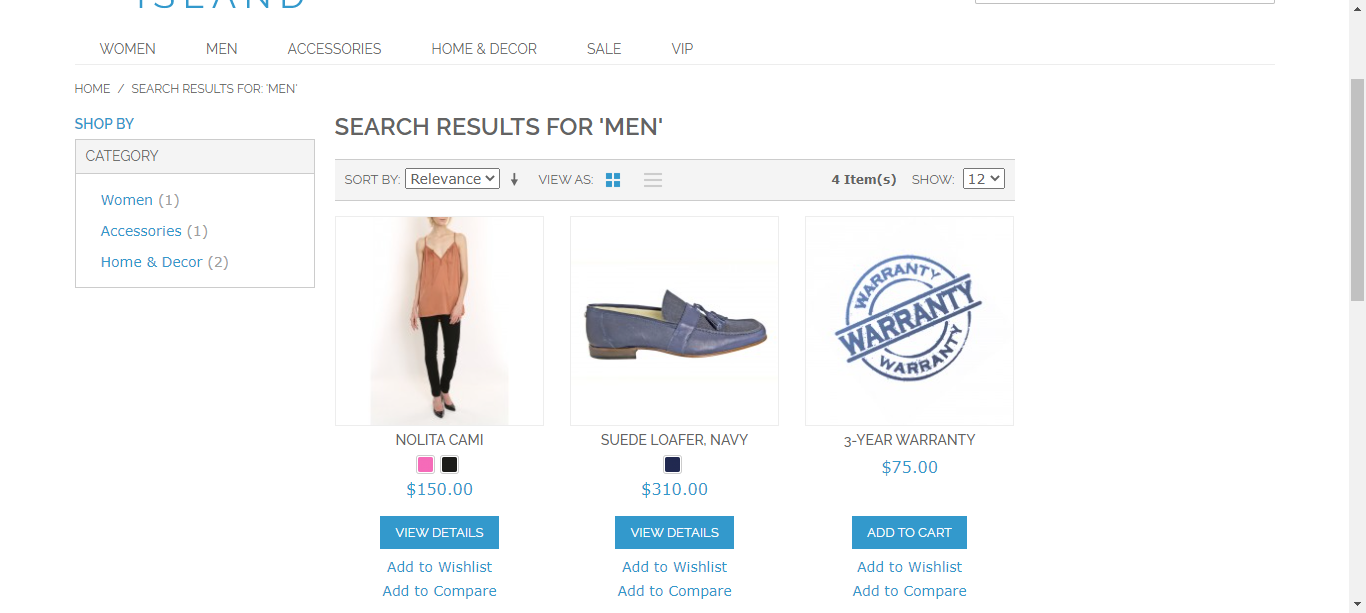 ISLAND
WOMEN MEN ACCESSORIES HOME & DECOR SALE VIP
HOME / SEARCH RESULTS FOR: 'MEN'
SHOP BY
CATEGORY
Women (1)
Accessories (1)
Home & Decor (2)
SEARCH RESULTS FOR 'MEN'
SORT BY: Relevance VIEW AS: 4 Item(s) SHOW: 12
WARRANTY
WARRANTY
WARRANTY
NOLITA CAMI SUEDE LOAFER, NAVY 3-YEAR WARRANTY
$150.00 $310.00 $75.00
VIEW DETAILS VIEW DETAILS ADD TO CART
Add to Wishlist Add to Wishlist Add to Wishlist
Add to Compare Add to Compare Add to Compare